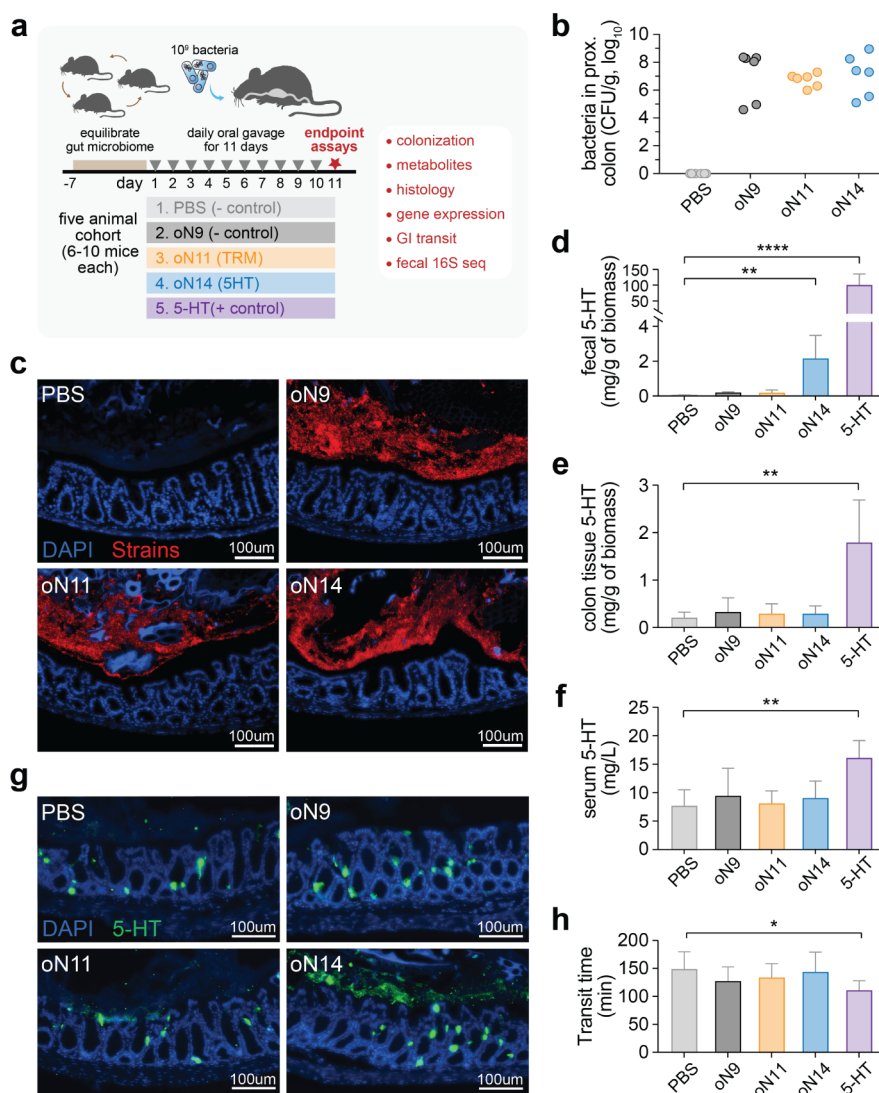 a
10⁹ bacteria
equilibrate
gut microbiome
daily oral gavage
for 11 days
endpoint
assays
-7 day 1 2 3 4 5 6 7 8 9 10 11
five animal
cohort
(6-10 mice
each)
1. PBS (- control)
2. oN9 (- control)
3. oN11 (TRM)
4. oN14 (5HT)
5. 5-HT(+ control)
• colonization
• metabolites
• histology
• gene expression
• GI transit
• fecal 16S seq
b
bacteria in prox.
colon (CFU/g, log₁₀)
10
8
6
4
2
0
PBS oN9 oN11 oN14
c
PBS
DAPI Strains
100um
oN9
100um
oN11
100um
oN14
100um
d
fecal 5-HT
(mg/g of biomass)
150
100
50
4
2
0
****
**
PBS oN9 oN11 oN14 5-HT
e
colon tissue 5-HT
(mg/g of biomass)
3
2
1
0
**
PBS oN9 oN11 oN14 5-HT
f
serum 5-HT
(mg/L)
25
20
15
10
5
0
**
PBS oN9 oN11 oN14 5-HT
g
PBS
DAPI 5-HT
100um
oN9
100um
oN11
100um
oN14
100um
h
Transit time
(min)
200
150
100
50
0
*
PBS oN9 oN11 oN14 5-HT